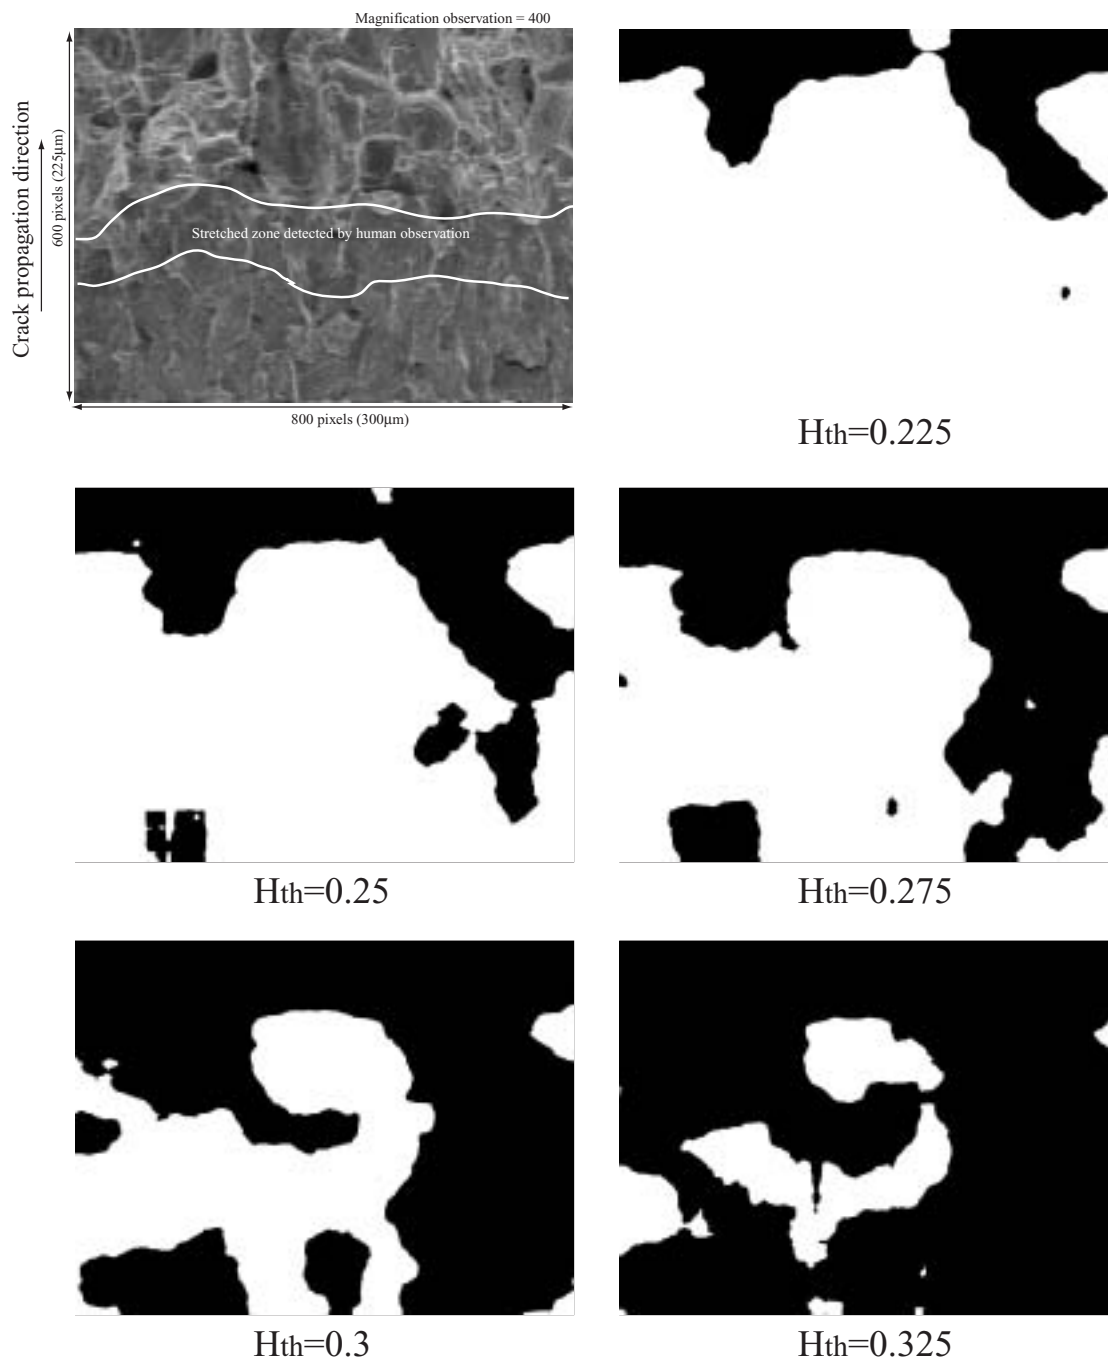 Magnification observation = 400
Crack propagation direction
600 pixels (225μm)
Stretched zone detected by human observation
800 pixels (300μm)
Hth=0.225
Hth=0.25
Hth=0.275
Hth=0.3
Hth=0.325